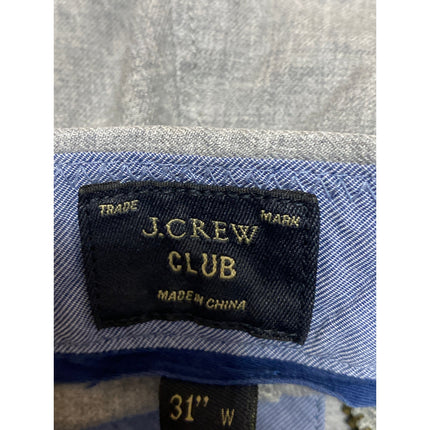 TRADE MARK
J.CREW
CLUB
MADE IN CHINA
31" W